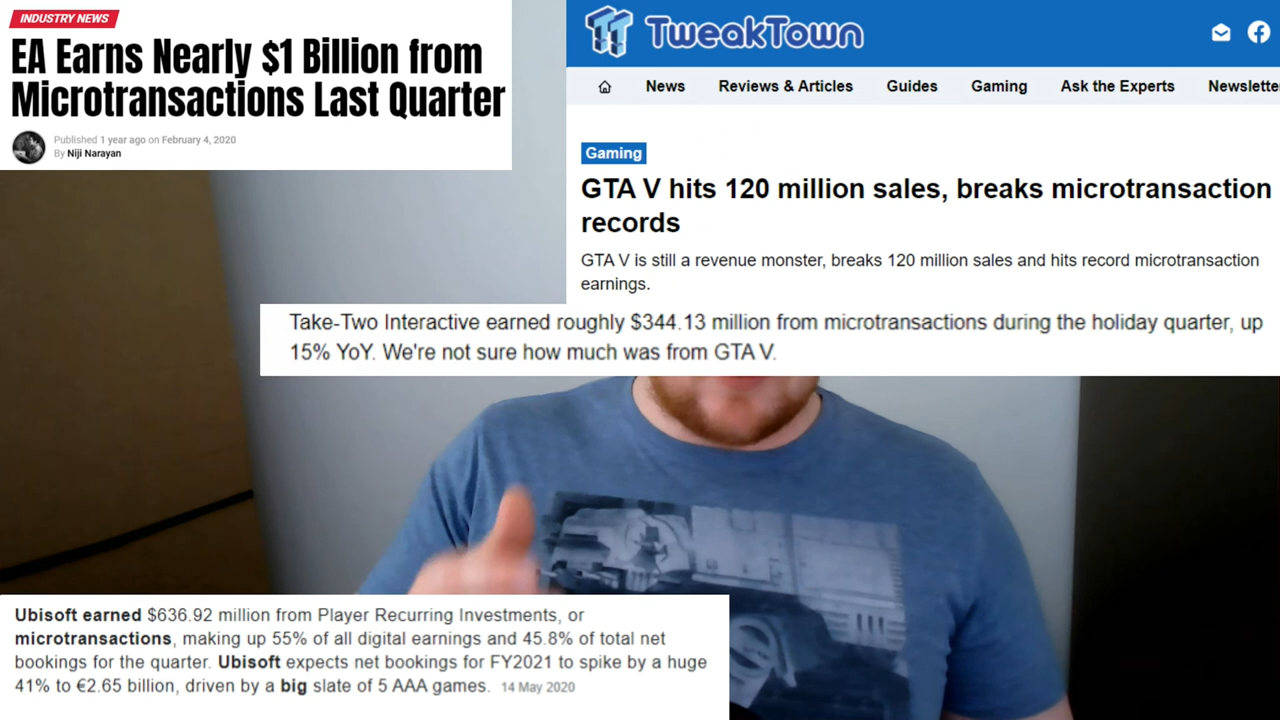 INDUSTRY NEWS
EA Earns Nearly $1 Billion from
Microtransactions Last Quarter
Published 1 year ago on February 4, 2020
By Niji Narayan
TweakTown
News Reviews & Articles Guides Gaming Ask the Experts
Gaming
GTA V hits 120 million sales, breaks microtransaction
records
GTA V is still a revenue monster, breaks 120 million sales and hits record microtransaction
earnings.
Take-Two Interactive earned roughly $344.13 million from microtransactions during the holiday quarter, up
15% YoY. We're not sure how much was from GTA V.
Ubisoft earned $636.92 million from Player Recurring Investments, or
microtransactions, making up 55% of all digital earnings and 45.8% of total net
bookings for the quarter. Ubisoft expects net bookings for FY2021 to spike by a huge
41% to €2.65 billion, driven by a big slate of 5 AAA games. 14 May 2020